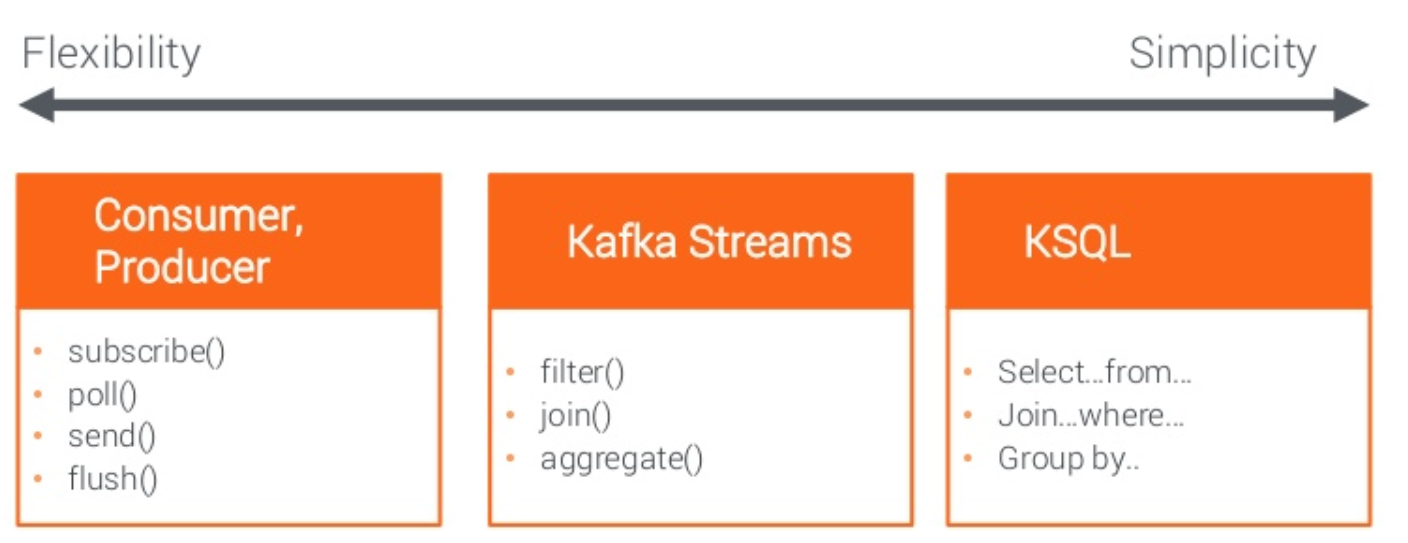 Flexibility
Simplicity
Consumer,
Producer
• subscribe()
• poll()
• send()
• flush()
Kafka Streams
• filter()
• join()
• aggregate()
KSQL
• Select...from...
• Join...where...
• Group by..